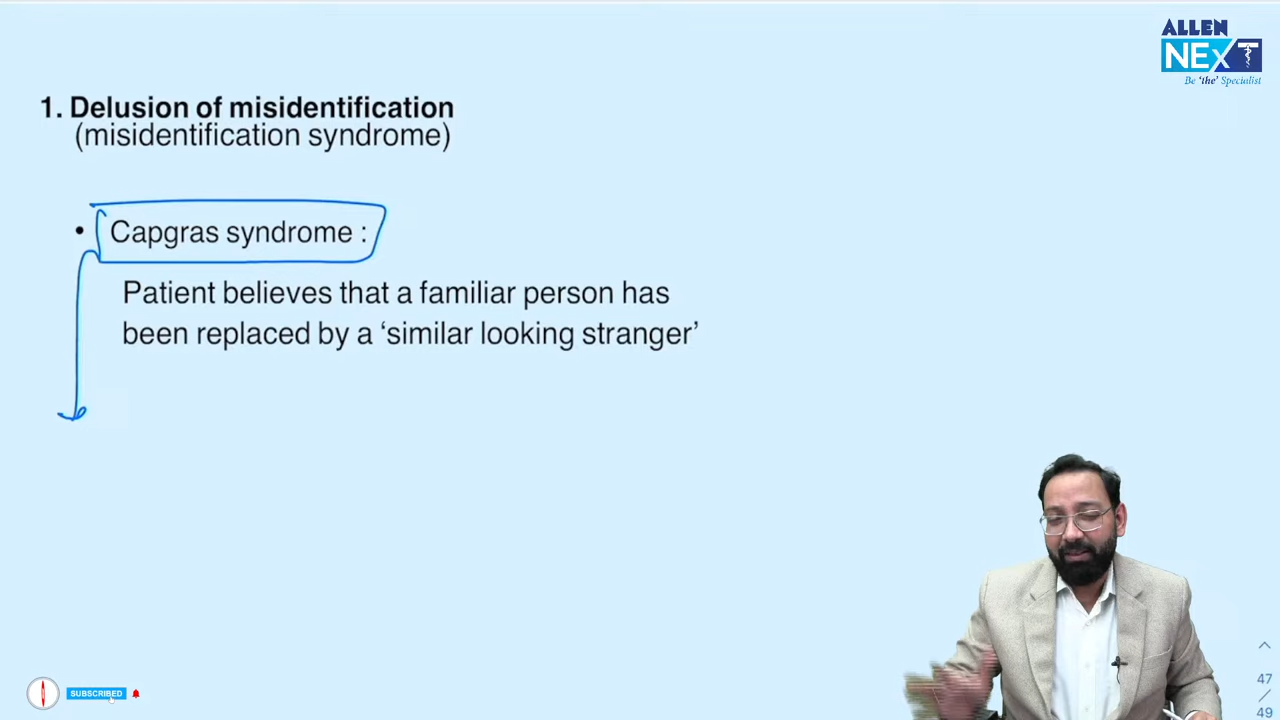 ALLEN
NExT
Be 'the' Specialist
1. Delusion of misidentification
(misidentification syndrome)
• Capgras syndrome :
Patient believes that a familiar person has
been replaced by a ‘similar looking stranger’
SUBSCRIBED
47
/
49